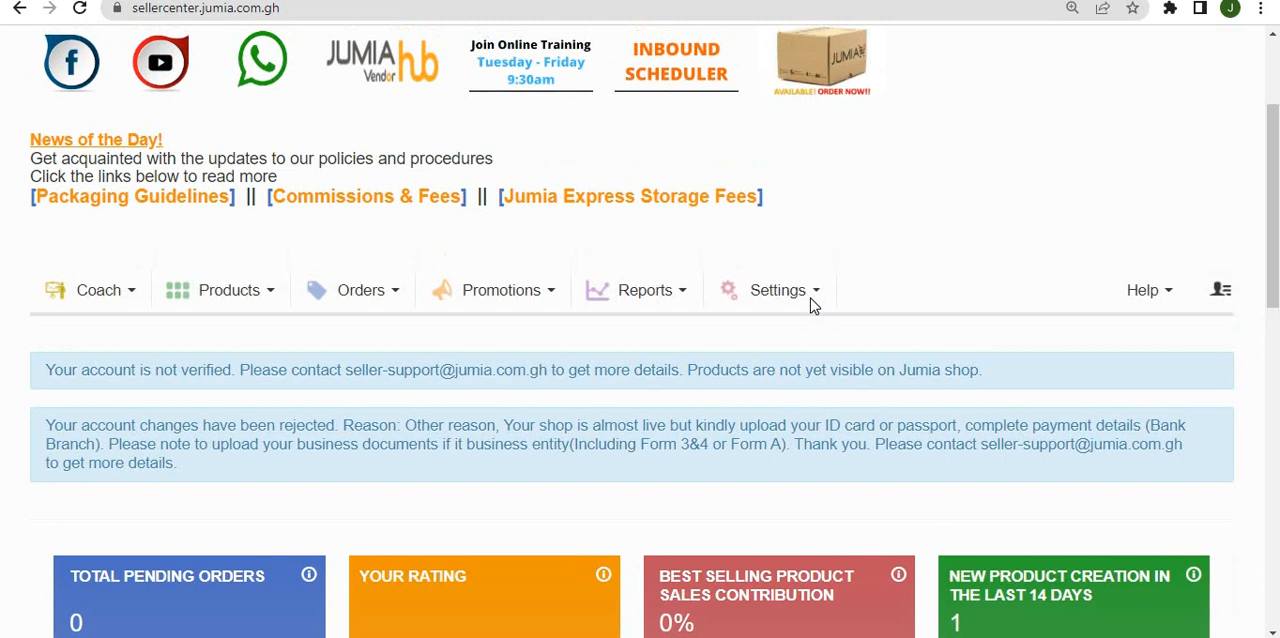 sellercenter.jumia.com.gh
J
f
JUMIA hub
Vendor
Join Online Training
Tuesday - Friday
9:30am
INBOUND
SCHEDULER
JUMIA
AVAILABLE! ORDER NOW!!
News of the Day!
Get acquainted with the updates to our policies and procedures
Click the links below to read more
[Packaging Guidelines] || [Commissions & Fees] || [Jumia Express Storage Fees]
Coach Products Orders Promotions Reports Settings Help
Your account is not verified. Please contact seller-support@jumia.com.gh to get more details. Products are not yet visible on Jumia shop.
Your account changes have been rejected. Reason: Other reason, Your shop is almost live but kindly upload your ID card or passport, complete payment details (Bank
Branch). Please note to upload your business documents if it business entity(Including Form 3&4 or Form A). Thank you. Please contact seller-support@jumia.com.gh
to get more details.
TOTAL PENDING ORDERS
0
YOUR RATING
BEST SELLING PRODUCT
SALES CONTRIBUTION
0%
NEW PRODUCT CREATION IN
THE LAST 14 DAYS
1